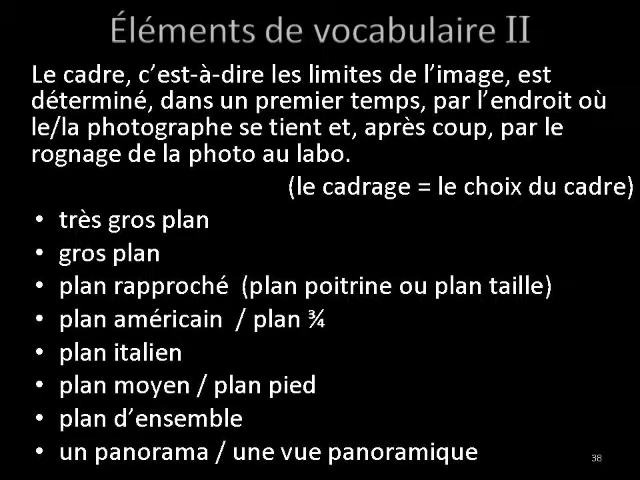 Éléments de vocabulaire II
Le cadre, c’est-à-dire les limites de l’image, est
déterminé, dans un premier temps, par l’endroit où
le/la photographe se tient et, après coup, par le
rognage de la photo au labo.
(le cadrage = le choix du cadre)
• très gros plan
• gros plan
• plan rapproché (plan poitrine ou plan taille)
• plan américain / plan ¾
• plan italien
• plan moyen / plan pied
• plan d’ensemble
• un panorama / une vue panoramique
38